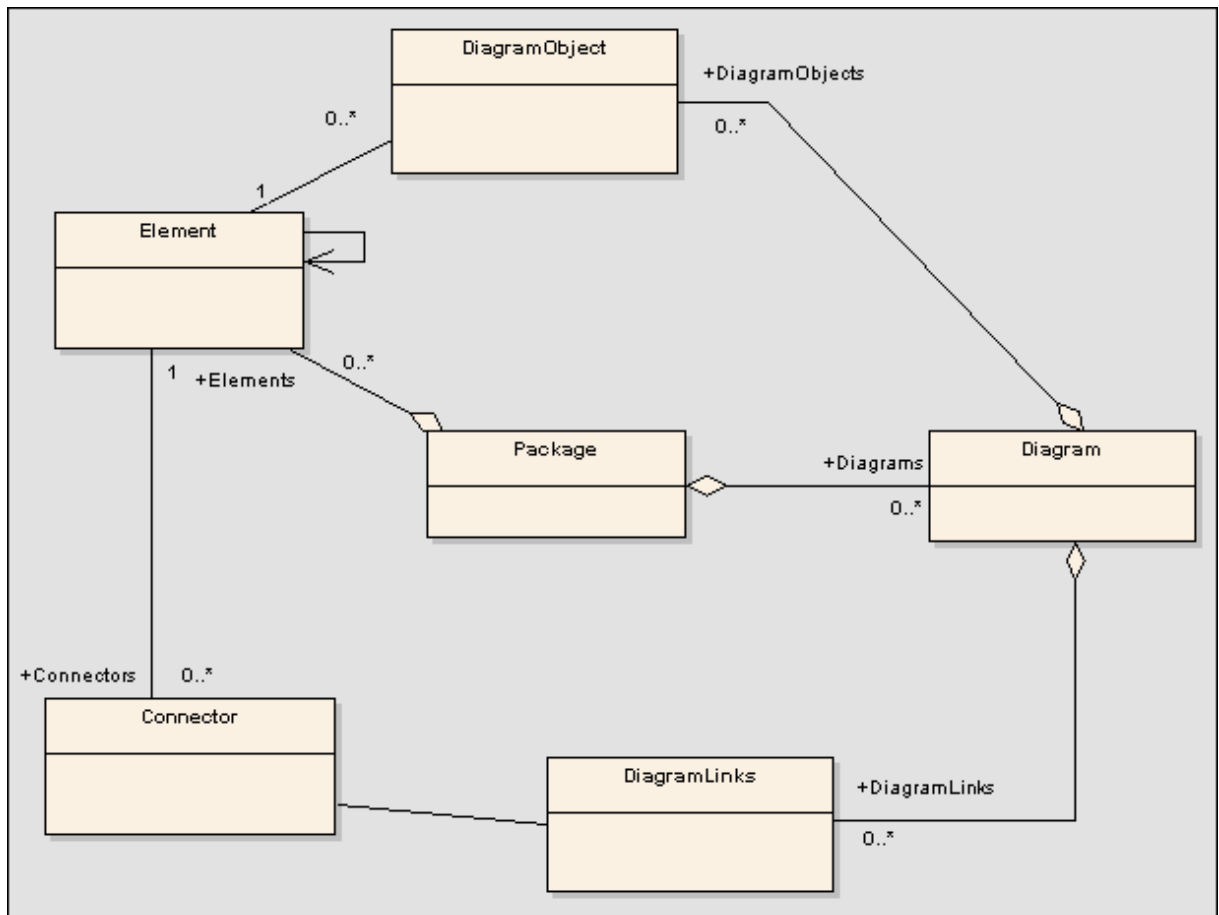 DiagramObject
+DiagramObjects
0..*
0..*
1
Element
1
+Elements
0..*
Package
+Diagrams
0..*
Diagram
+Connectors
0..*
Connector
DiagramLinks
+DiagramLinks
0..*